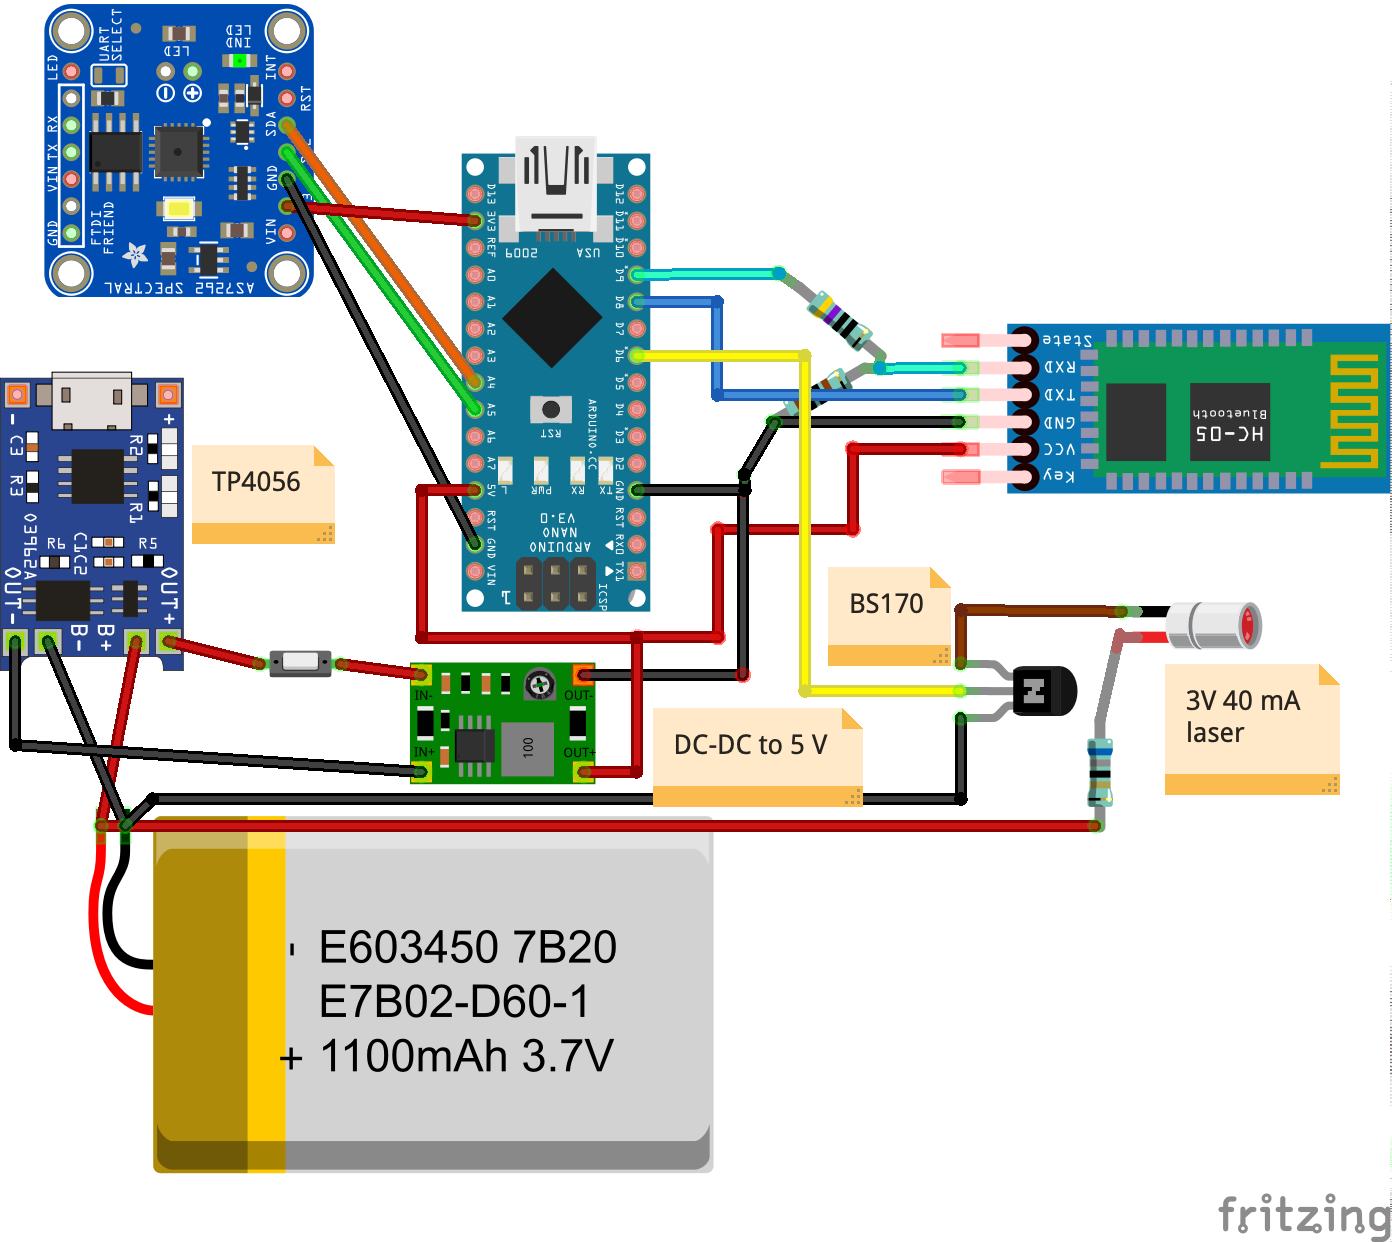 UART
SELECT
LED
IND
LED
LED
INT
RST
SDA
GND
VIN
RX
TX
VIN
GND
FTDI
FRIEND
AS7262
SPECTRAL
D13
3V3
REF
A0
A1
A2
A3
A4
A5
A6
A7
5V
RST
GND
VIN
2009
USA
D12
D11
D10
D9
D8
D7
D6
D5
D4
D3
D2
GND
RST
RX0
TX1
RST
ARDUINO.CC
L
PWR
RX
TX
ARDUINO
NANO
V3.0
ICSP
1
State
RXD
TXD
GND
VCC
Key
HC-05
Bluetooth
-
+
C3
R3
R2
R1
03962A
R6
C1
C2
R5
OUT-
B-
B+
OUT+
TP4056
IN-
IN+
OUT-
OUT+
100
DC-DC to 5 V
BS170
N
3V 40 mA
laser
- E603450 7B20
E7B02-D60-1
+ 1100mAh 3.7V
fritzing